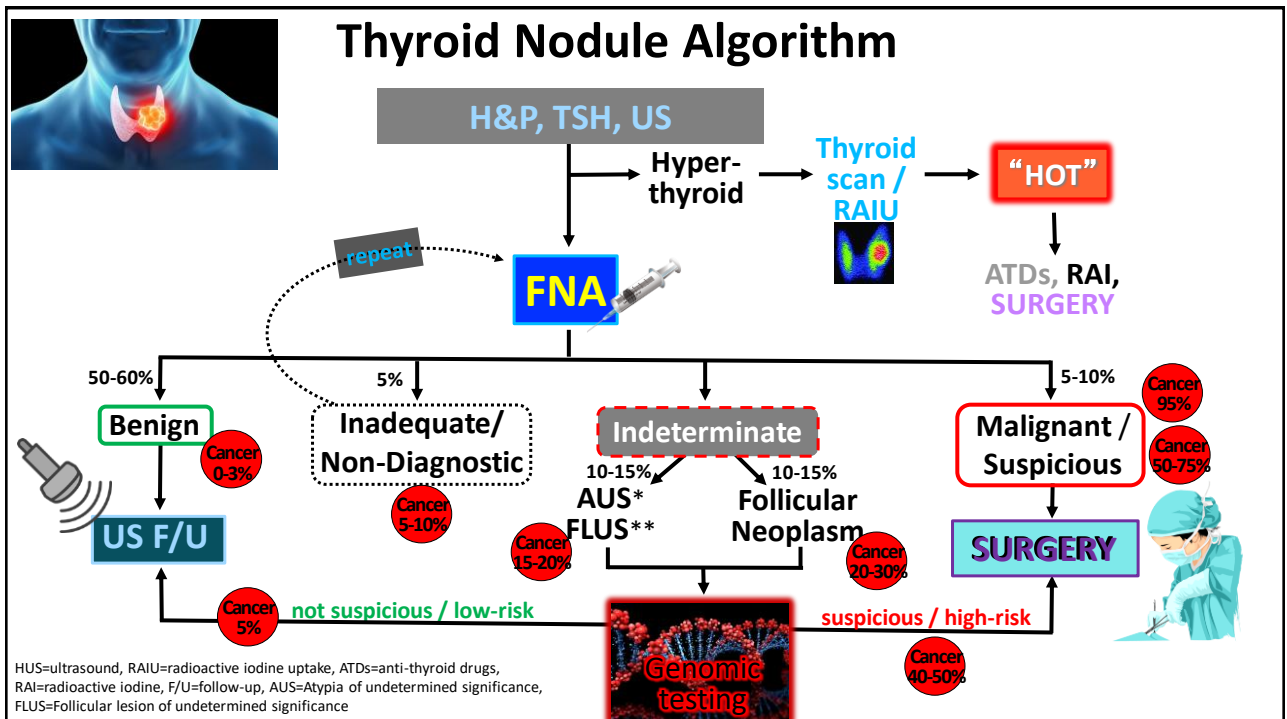 Thyroid Nodule Algorithm
H&P, TSH, US
Hyper-
thyroid
Thyroid
scan /
RAIU
“HOT”
ATDs, RAI,
SURGERY
repeat
FNA
50-60%
Benign
Cancer
0-3%
US F/U
5%
Inadequate/
Non-Diagnostic
Cancer
5-10%
Indeterminate
10-15%
AUS*
FLUS**
Cancer
15-20%
10-15%
Follicular
Neoplasm
Cancer
20-30%
5-10%
Malignant /
Suspicious
Cancer
95%
Cancer
50-75%
SURGERY
Cancer
5%
not suspicious / low-risk
Genomic
testing
suspicious / high-risk
Cancer
40-50%
HUS=ultrasound, RAIU=radioactive iodine uptake, ATDs=anti-thyroid drugs,
RAI=radioactive iodine, F/U=follow-up, AUS=Atypia of undetermined significance,
FLUS=Follicular lesion of undetermined significance